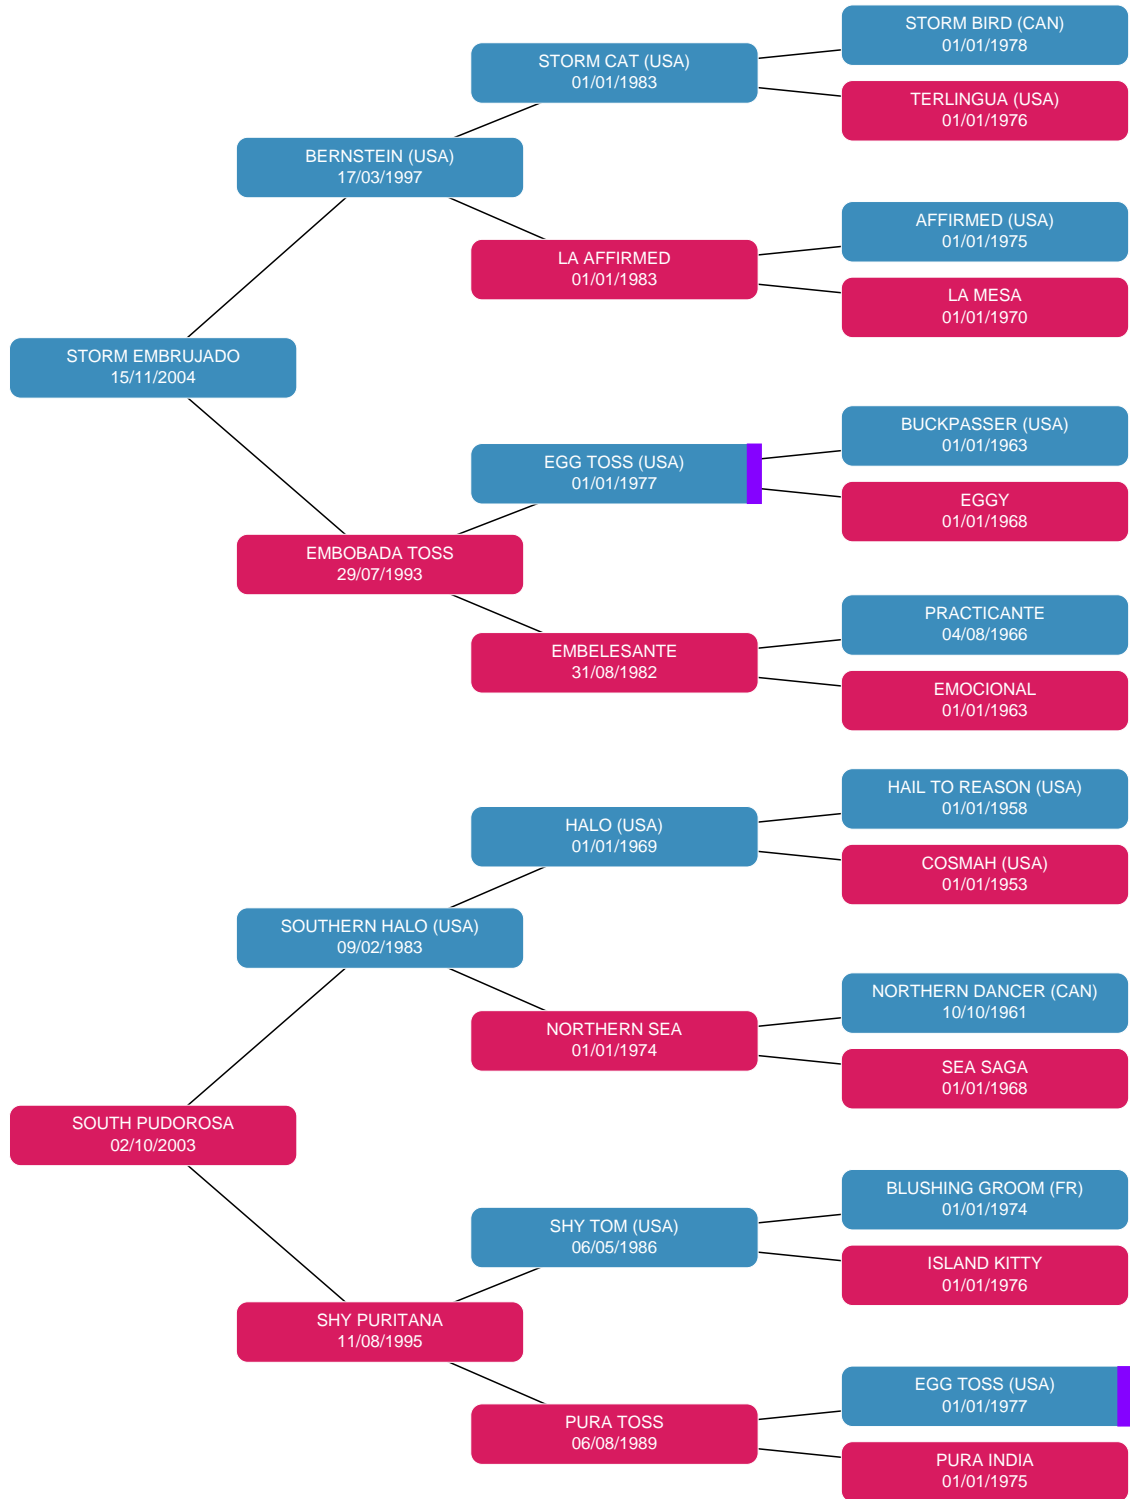 STORM BIRD (CAN)
01/01/1978
STORM CAT (USA)
01/01/1983
TERLINGUA (USA)
01/01/1976
BERNSTEIN (USA)
17/03/1997
AFFIRMED (USA)
01/01/1975
LA AFFIRMED
01/01/1983
LA MESA
01/01/1970
STORM EMBRUJADO
15/11/2004
BUCKPASSER (USA)
01/01/1963
EGG TOSS (USA)
01/01/1977
EGGY
01/01/1968
EMBOBADA TOSS
29/07/1993
PRACTICANTE
04/08/1966
EMBELESANTE
31/08/1982
EMOCIONAL
01/01/1963
HAIL TO REASON (USA)
01/01/1958
HALO (USA)
01/01/1969
COSMAH (USA)
01/01/1953
SOUTHERN HALO (USA)
09/02/1983
NORTHERN DANCER (CAN)
10/10/1961
NORTHERN SEA
01/01/1974
SEA SAGA
01/01/1968
SOUTH PUDOROSA
02/10/2003
BLUSHING GROOM (FR)
01/01/1974
SHY TOM (USA)
06/05/1986
ISLAND KITTY
01/01/1976
SHY PURITANA
11/08/1995
EGG TOSS (USA)
01/01/1977
PURA TOSS
06/08/1989
PURA INDIA
01/01/1975